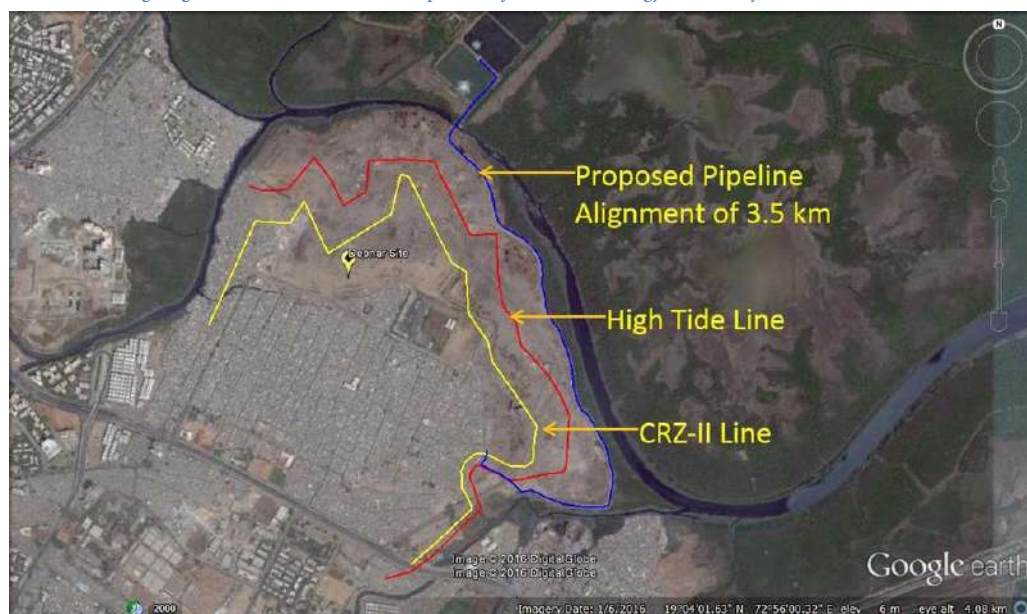 N
Proposed Pipeline
Alignment of 3.5 km
Deonar Site
High Tide Line
CRZ-II Line
Image © 2016 DigitalGlobe
Image © 2016 DigitalGlobe
Google earth
2000
Imagery Date: 1/6/2016 19°04'01.63" N 72°56'00.32" E elev 6 m eye alt 4.08 km